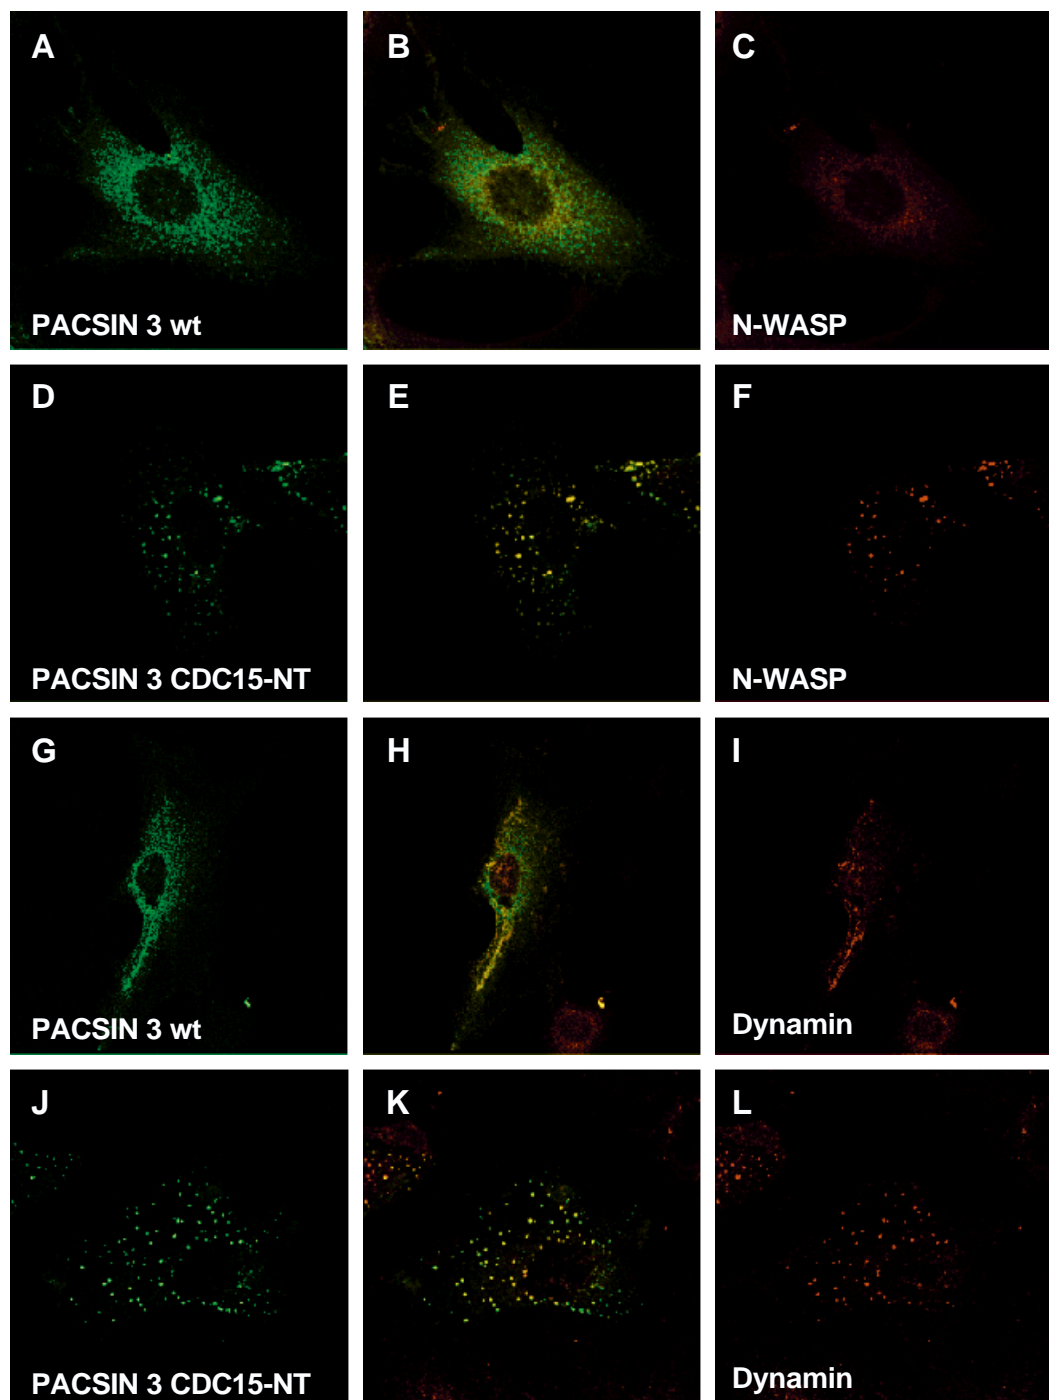 A
B
C
PACSIN 3 wt
N-WASP
D
E
F
PACSIN 3 CDC15-NT
N-WASP
G
H
I
PACSIN 3 wt
Dynamin
J
K
L
PACSIN 3 CDC15-NT
Dynamin